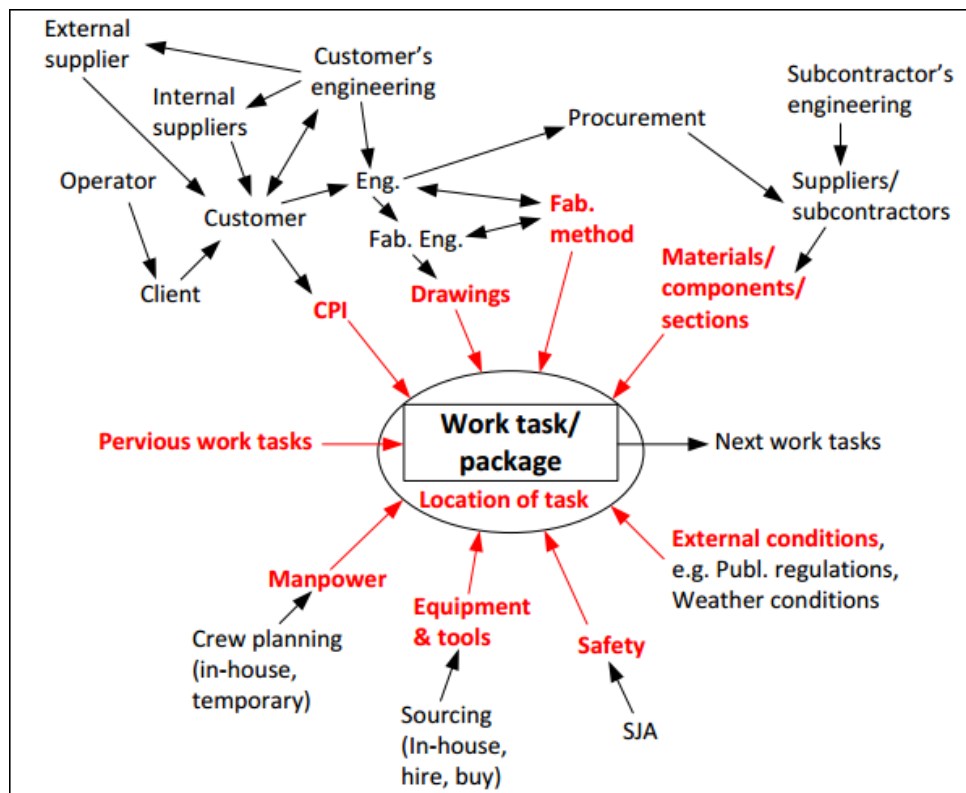 External
supplier
Customer's
engineering
Internal
suppliers
Procurement
Subcontractor's
engineering
Operator
Customer
Eng.
Fab. Eng.
Fab.
method
Suppliers/
subcontractors
Client
CPI
Drawings
Materials/
components/
sections
Pervious work tasks
Work task/
package
Next work tasks
Location of task
Manpower
Equipment
& tools
Safety
External conditions,
e.g. Publ. regulations,
Weather conditions
Crew planning
(in-house,
temporary)
Sourcing
(In-house,
hire, buy)
SJA